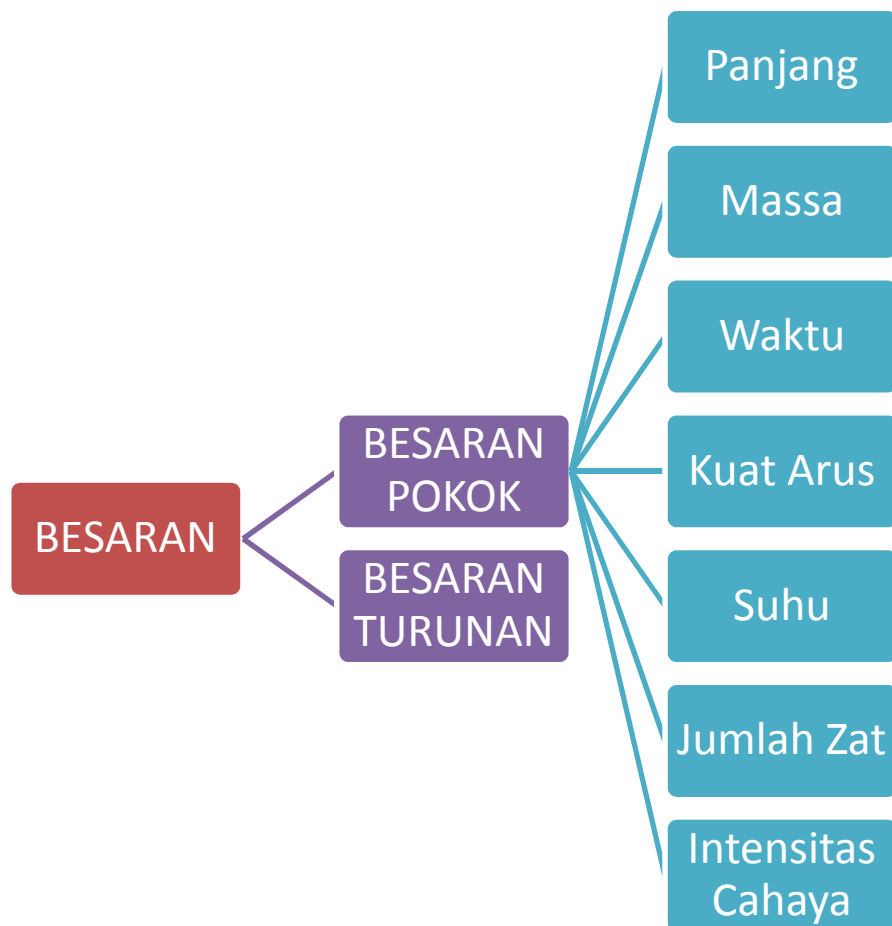 BESARAN
BESARAN
POKOK
Panjang
Massa
Waktu
Kuat Arus
Suhu
Jumlah Zat
Intensitas
Cahaya
BESARAN
TURUNAN